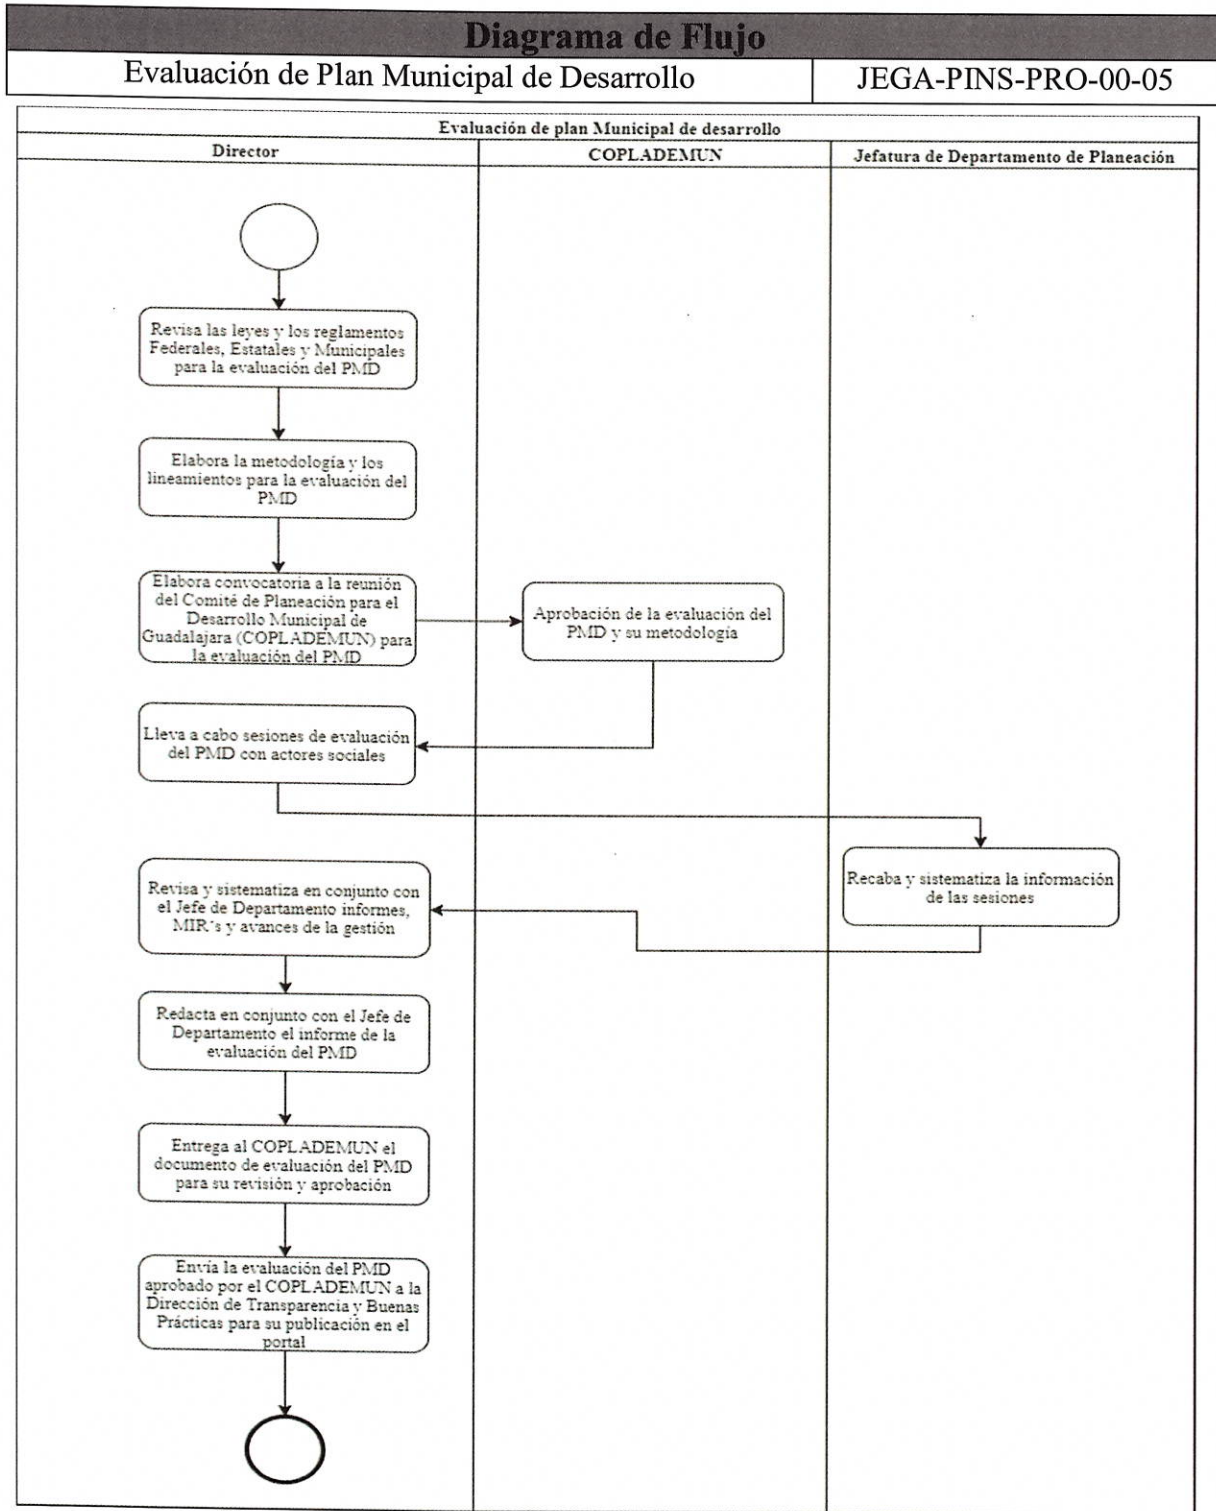 Diagrama de Flujo
Evaluación de Plan Municipal de Desarrollo
JEGA-PINS-PRO-00-05
Evaluación de plan Municipal de desarrollo
Director
COPLADEMUN
Jefatura de Departamento de Planeación
Revisa las leyes y los reglamentos
Federales, Estatales y Municipales
para la evaluación del PMD
Elabora la metodología y los
lineamientos para la evaluación del
PMD
Elabora convocatoria a la reunión
del Comité de Planeación para el
Desarrollo Municipal de
Guadalajara (COPLADEMUN) para
la evaluación del PMD
Aprobación de la evaluación del
PMD y su metodología
Lleva a cabo sesiones de evaluación
del PMD con actores sociales
Recaba y sistematiza la información
de las sesiones
Revisa y sistematiza en conjunto con
el Jefe de Departamento informes,
MIR´s y avances de la gestión
Redacta en conjunto con el Jefe de
Departamento el informe de la
evaluación del PMD
Entrega al COPLADEMUN el
documento de evaluación del PMD
para su revisión y aprobación
Envía la evaluación del PMD
aprobado por el COPLADEMUN a la
Dirección de Transparencia y Buenas
Prácticas para su publicación en el
portal